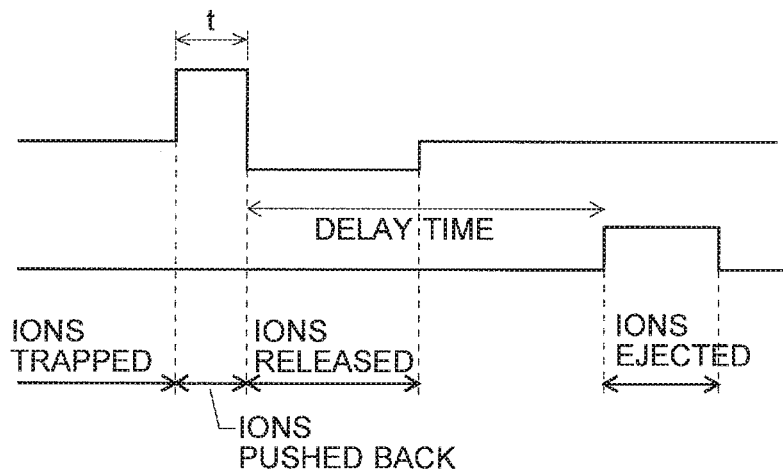 t
DELAY TIME
IONS
TRAPPED
IONS
RELEASED
IONS
EJECTED
IONS
PUSHED BACK